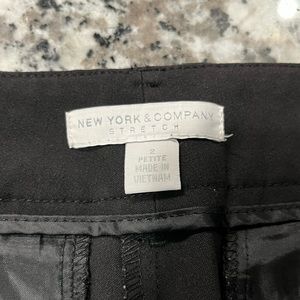 NEW YORK & COMPANY
STRETCH
2
PETITE
MADE IN
VIETNAM